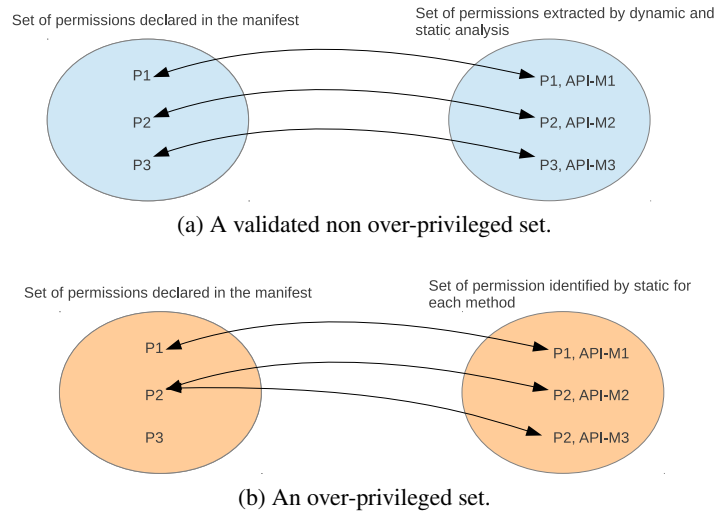 Set of permissions declared in the manifest
Set of permissions extracted by dynamic and
static analysis
P1
P2
P3
P1, API-M1
P2, API-M2
P3, API-M3
(a) A validated non over-privileged set.
Set of permissions declared in the manifest
Set of permission identified by static for
each method
P1
P2
P3
P1, API-M1
P2, API-M2
P2, API-M3
(b) An over-privileged set.